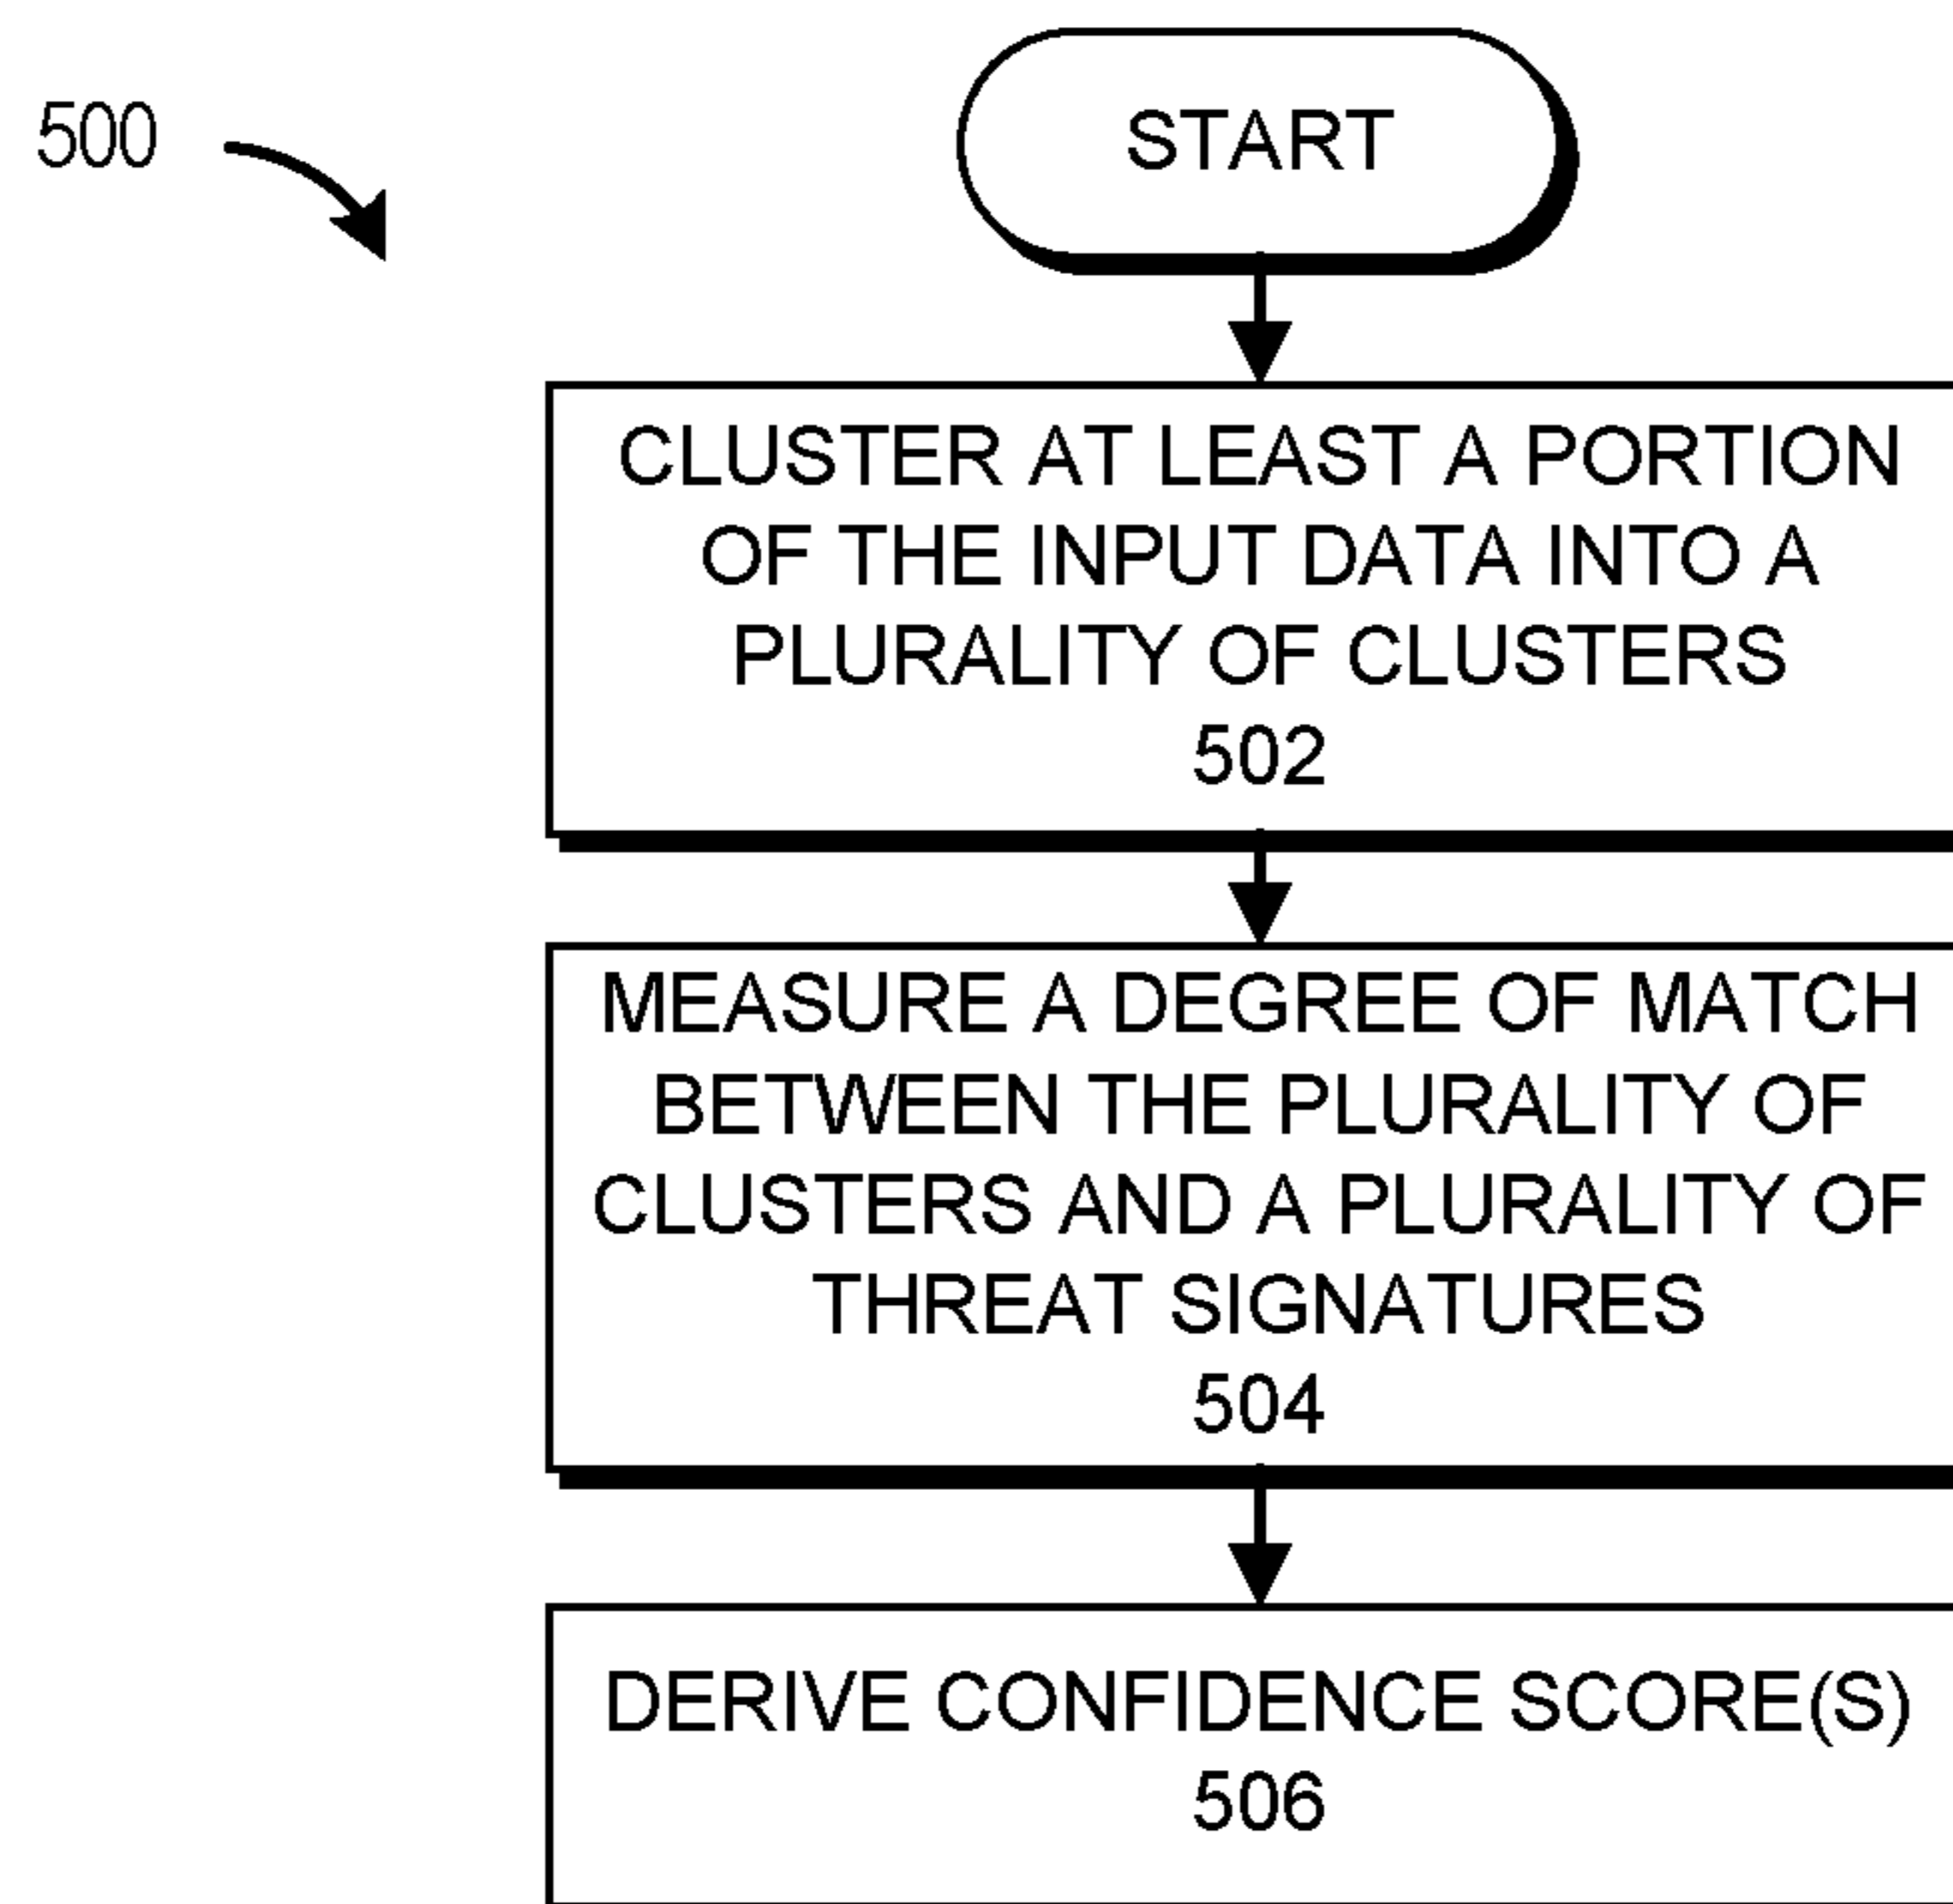 500
START
CLUSTER AT LEAST A PORTION
OF THE INPUT DATA INTO A
PLURALITY OF CLUSTERS
502
MEASURE A DEGREE OF MATCH
BETWEEN THE PLURALITY OF
CLUSTERS AND A PLURALITY OF
THREAT SIGNATURES
504
DERIVE CONFIDENCE SCORE(S)
506